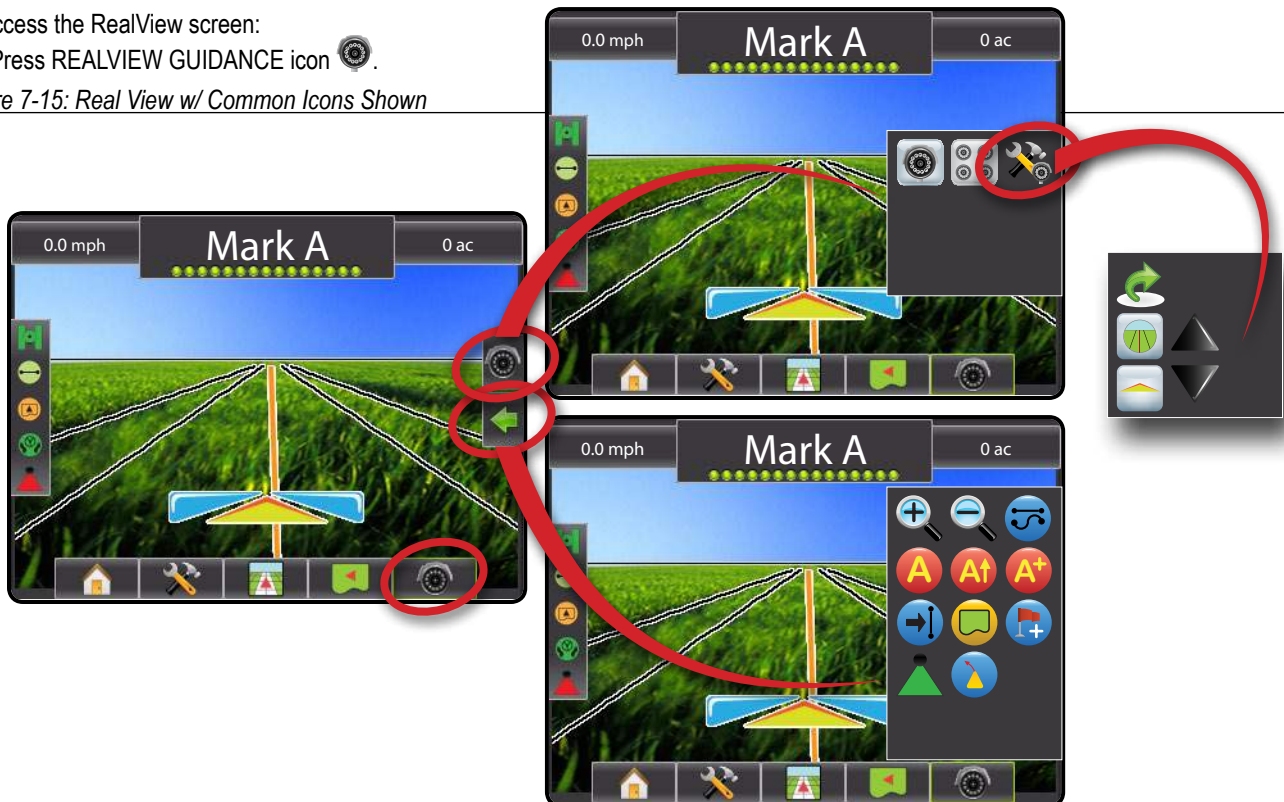 ccess the RealView screen:
Press REALVIEW GUIDANCE icon .
re 7-15: Real View w/ Common Icons Shown
0.0 mph Mark A 0 ac
0.0 mph Mark A 0 ac
0.0 mph Mark A 0 ac
A A A+